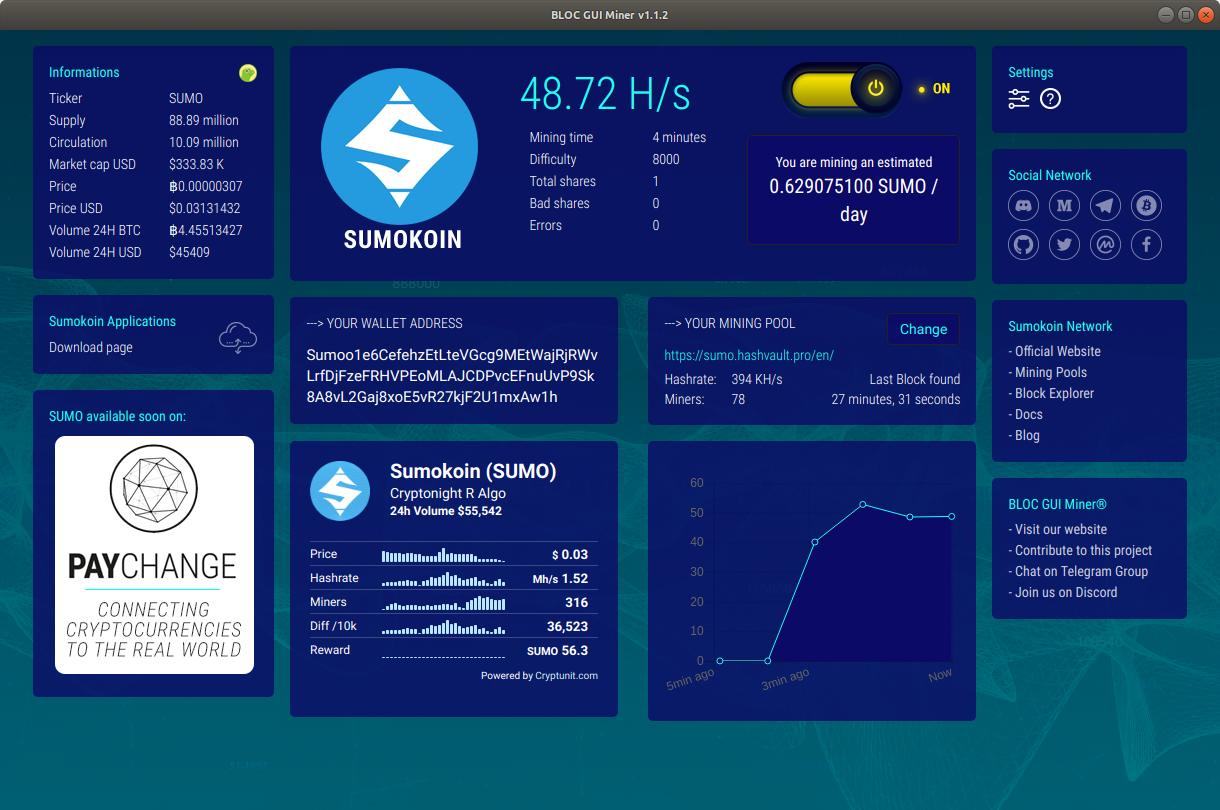 BLOC GUI Miner v1.1.2
Informations
Ticker SUMO
Supply 88.89 million
Circulation 10.09 million
Market cap USD $333.83 K
Price ฿0.00000307
Price USD $0.03131432
Volume 24H BTC ฿4.45513427
Volume 24H USD $45409
Sumokoin Applications
Download page
SUMO available soon on:
PAYCHANGE
CONNECTING
CRYPTOCURRENCIES
TO THE REAL WORLD
SUMOKOIN
48.72 H/s
Mining time 4 minutes
Difficulty 8000
Total shares 1
Bad shares 0
Errors 0
ON
You are mining an estimated
0.629075100 SUMO /
day
---> YOUR WALLET ADDRESS
Sumoo1e6CefehzEtLteVGcg9MEtWajRjRWv
LrfDjFzeFRHVPEoMLAJCDPvcEFnuUvP9Sk
8A8vL2Gaj8xoE5vR27kjF2U1mxAw1h
---> YOUR MINING POOL
Change
https://sumo.hashvault.pro/en/
Hashrate: 394 KH/s Last Block found
Miners: 78 27 minutes, 31 seconds
Sumokoin (SUMO)
Cryptonight R Algo
24h Volume $55,542
Price $ 0.03
Hashrate Mh/s 1.52
Miners 316
Diff /10k 36,523
Reward SUMO 56.3
Powered by Cryptunit.com
60
50
40
30
20
10
0
5min ago 3min ago Now
Settings
Social Network
Sumokoin Network
- Official Website
- Mining Pools
- Block Explorer
- Docs
- Blog
BLOC GUI Miner®
- Visit our website
- Contribute to this project
- Chat on Telegram Group
- Join us on Discord